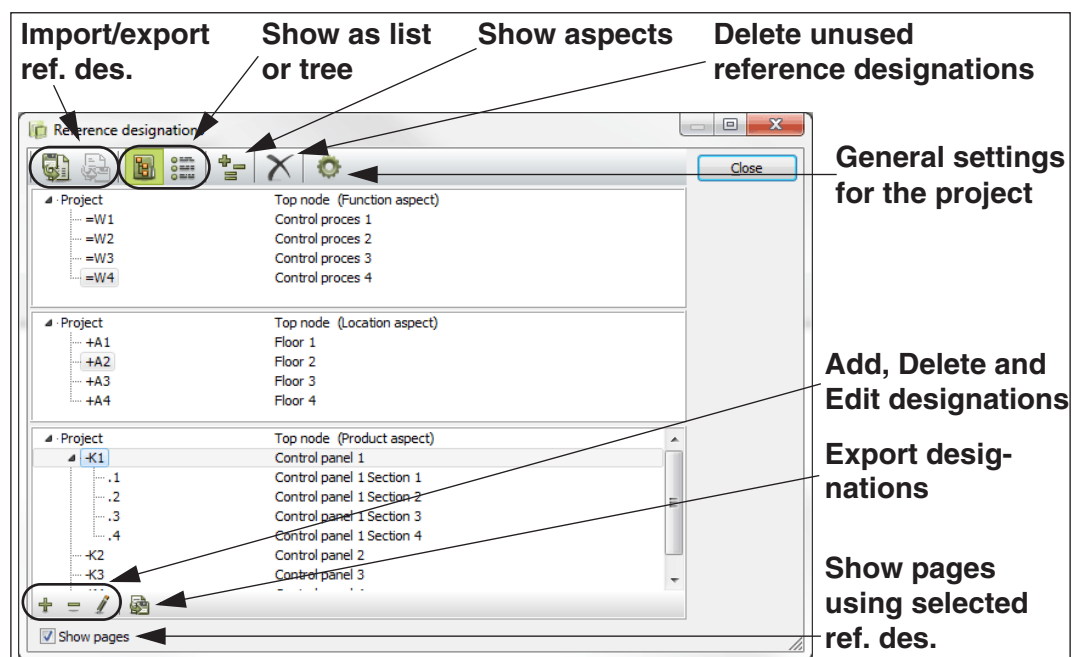 Import/export
ref. des.
Show as list
or tree
Show aspects
Delete unused
reference designations
Reference designations
Close
General settings
for the project
Project Top node (Function aspect)
=W1 Control proces 1
=W2 Control proces 2
=W3 Control proces 3
=W4 Control proces 4
Project Top node (Location aspect)
+A1 Floor 1
+A2 Floor 2
+A3 Floor 3
+A4 Floor 4
Add, Delete and
Edit designations
Project Top node (Product aspect)
-K1 Control panel 1
.1 Control panel 1 Section 1
.2 Control panel 1 Section 2
.3 Control panel 1 Section 3
.4 Control panel 1 Section 4
-K2 Control panel 2
-K3 Control panel 3
Export desig-
nations
Show pages
using selected
ref. des.
Show pages